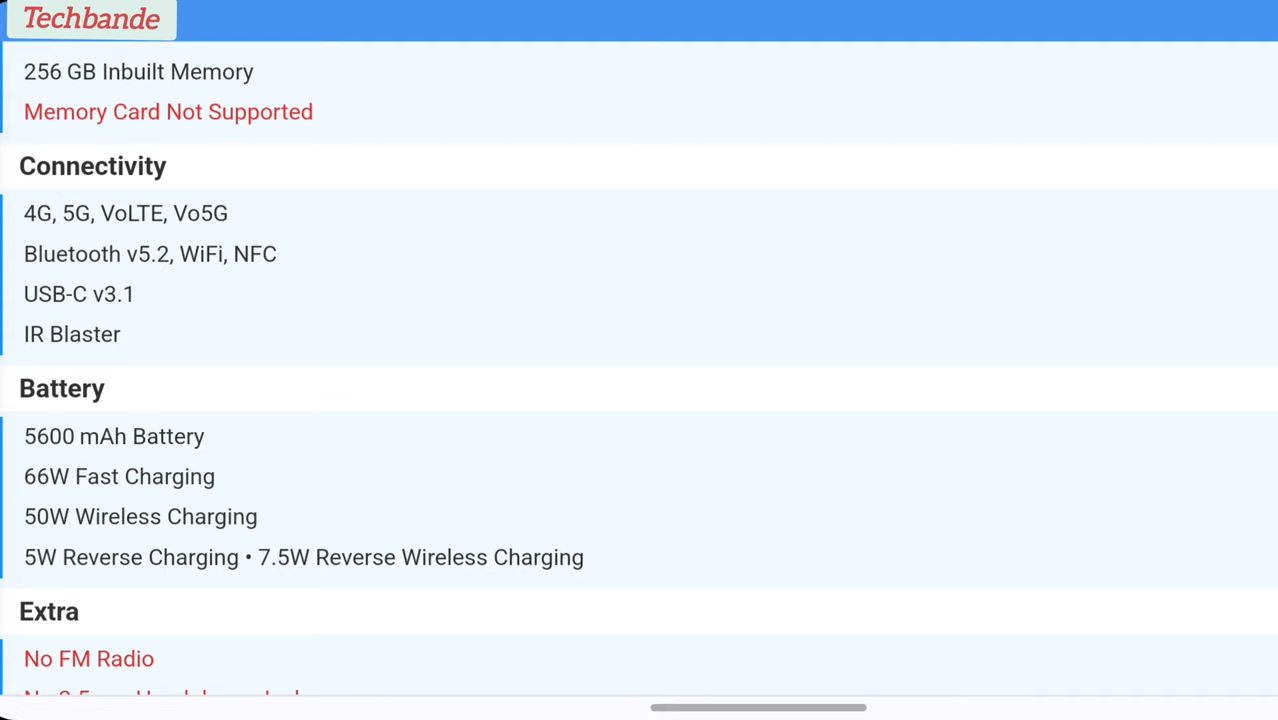 Techbande
256 GB Inbuilt Memory
Memory Card Not Supported
Connectivity
4G, 5G, VoLTE, Vo5G
Bluetooth v5.2, WiFi, NFC
USB-C v3.1
IR Blaster
Battery
5600 mAh Battery
66W Fast Charging
50W Wireless Charging
5W Reverse Charging • 7.5W Reverse Wireless Charging
Extra
No FM Radio